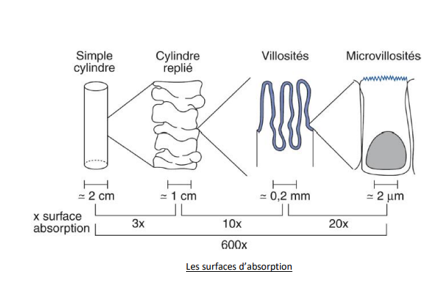 Simple cylindre
Cylindre replié
Villosités
Microvillosités
≃ 2 cm
≃ 1 cm
≃ 0,2 mm
≃ 2 µm
x surface absorption
3x
10x
20x
600x
Les surfaces d'absorption